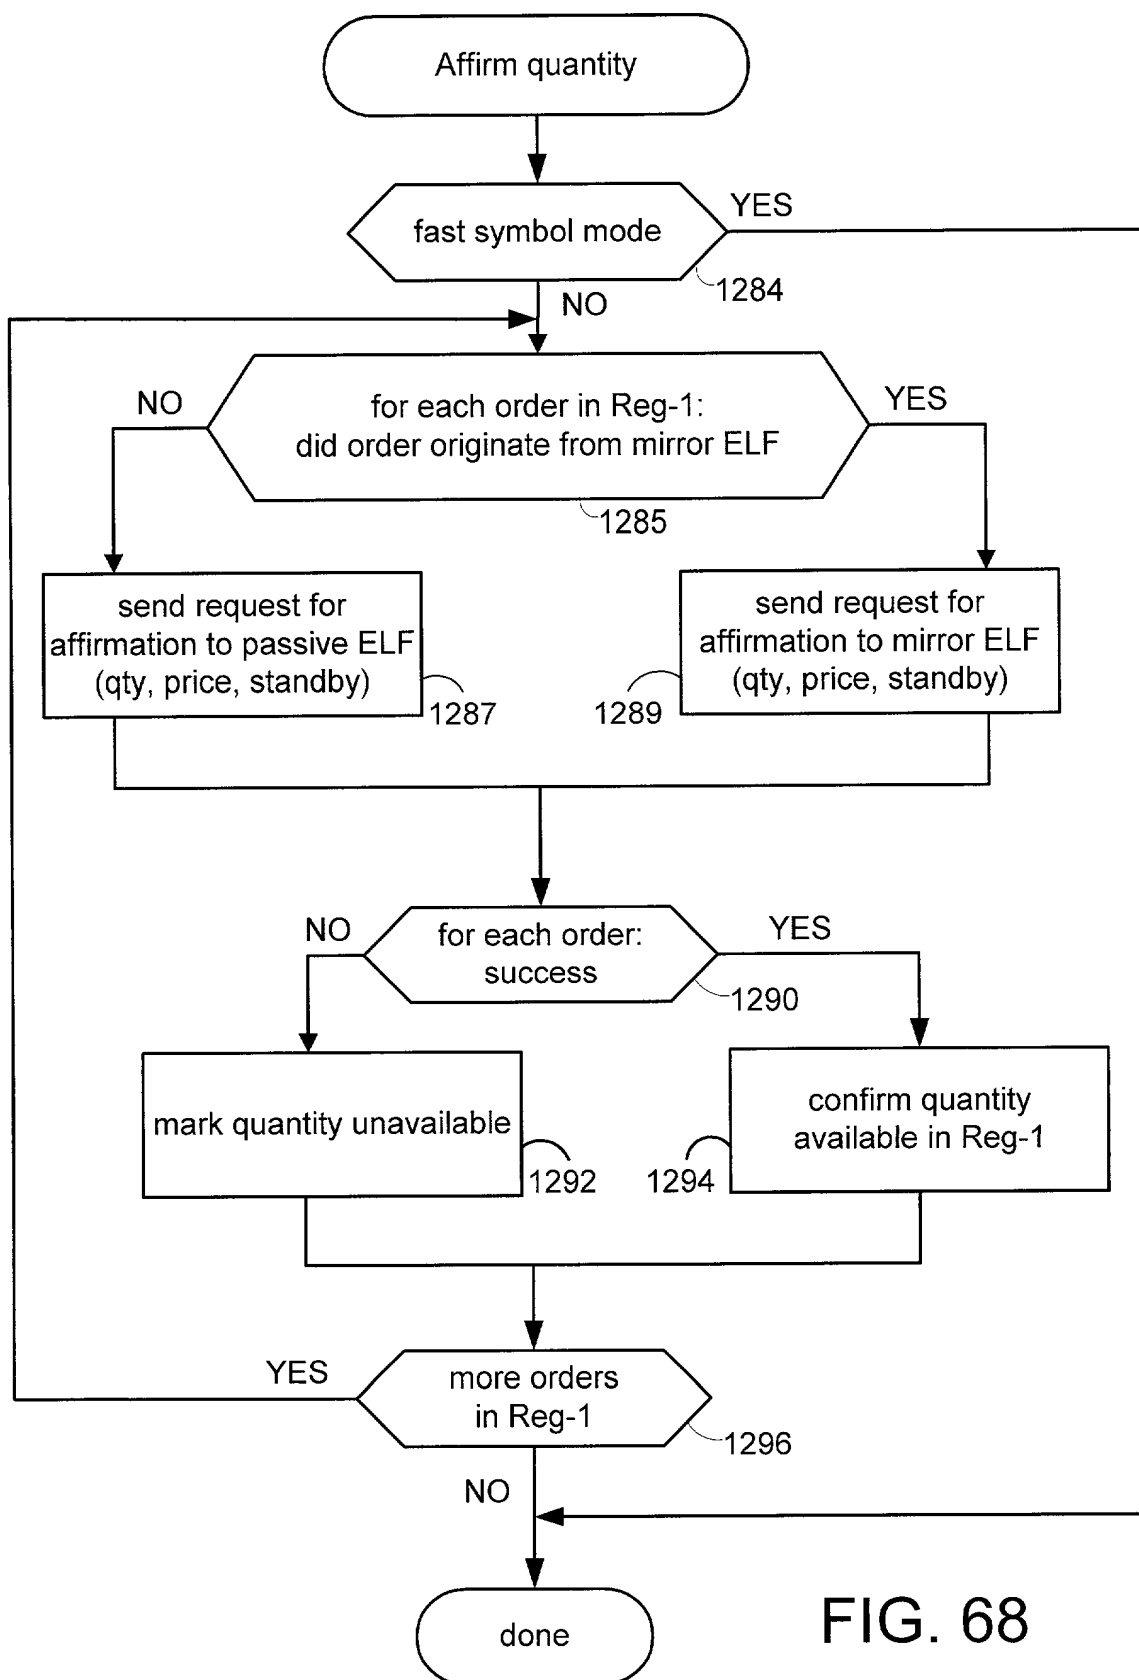 Affirm quantity
YES
fast symbol mode
1284
NO
NO
for each order in Reg-1:
YES
did order originate from mirror ELF
1285
send request for
affirmation to passive ELF
(qty, price, standby)
1287
send request for
affirmation to mirror ELF
(qty, price, standby)
1289
NO
for each order:
success
YES
1290
mark quantity unavailable
1292
confirm quantity
available in Reg-1
1294
YES
more orders
in Reg-1
1296
NO
done
FIG. 68